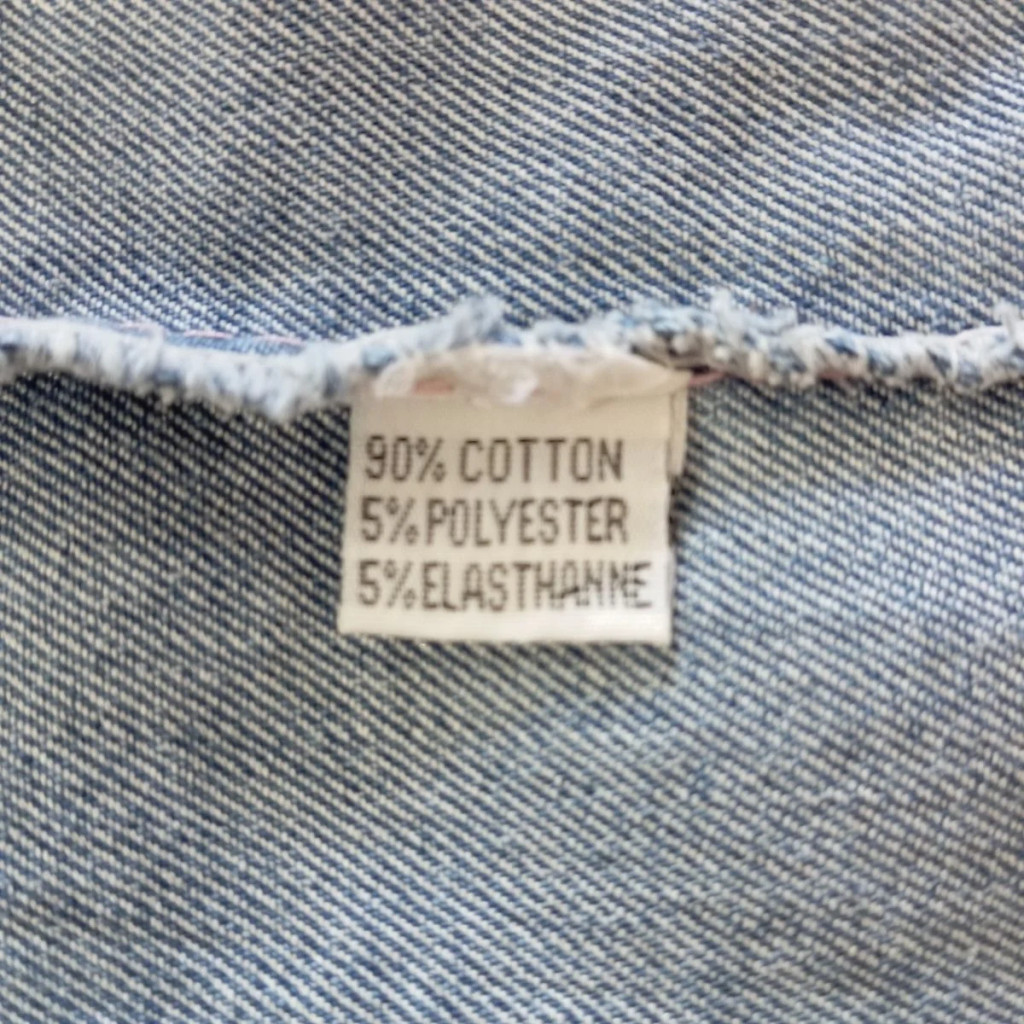 90% COTTON
5% POLYESTER
5% ELASTHANNE